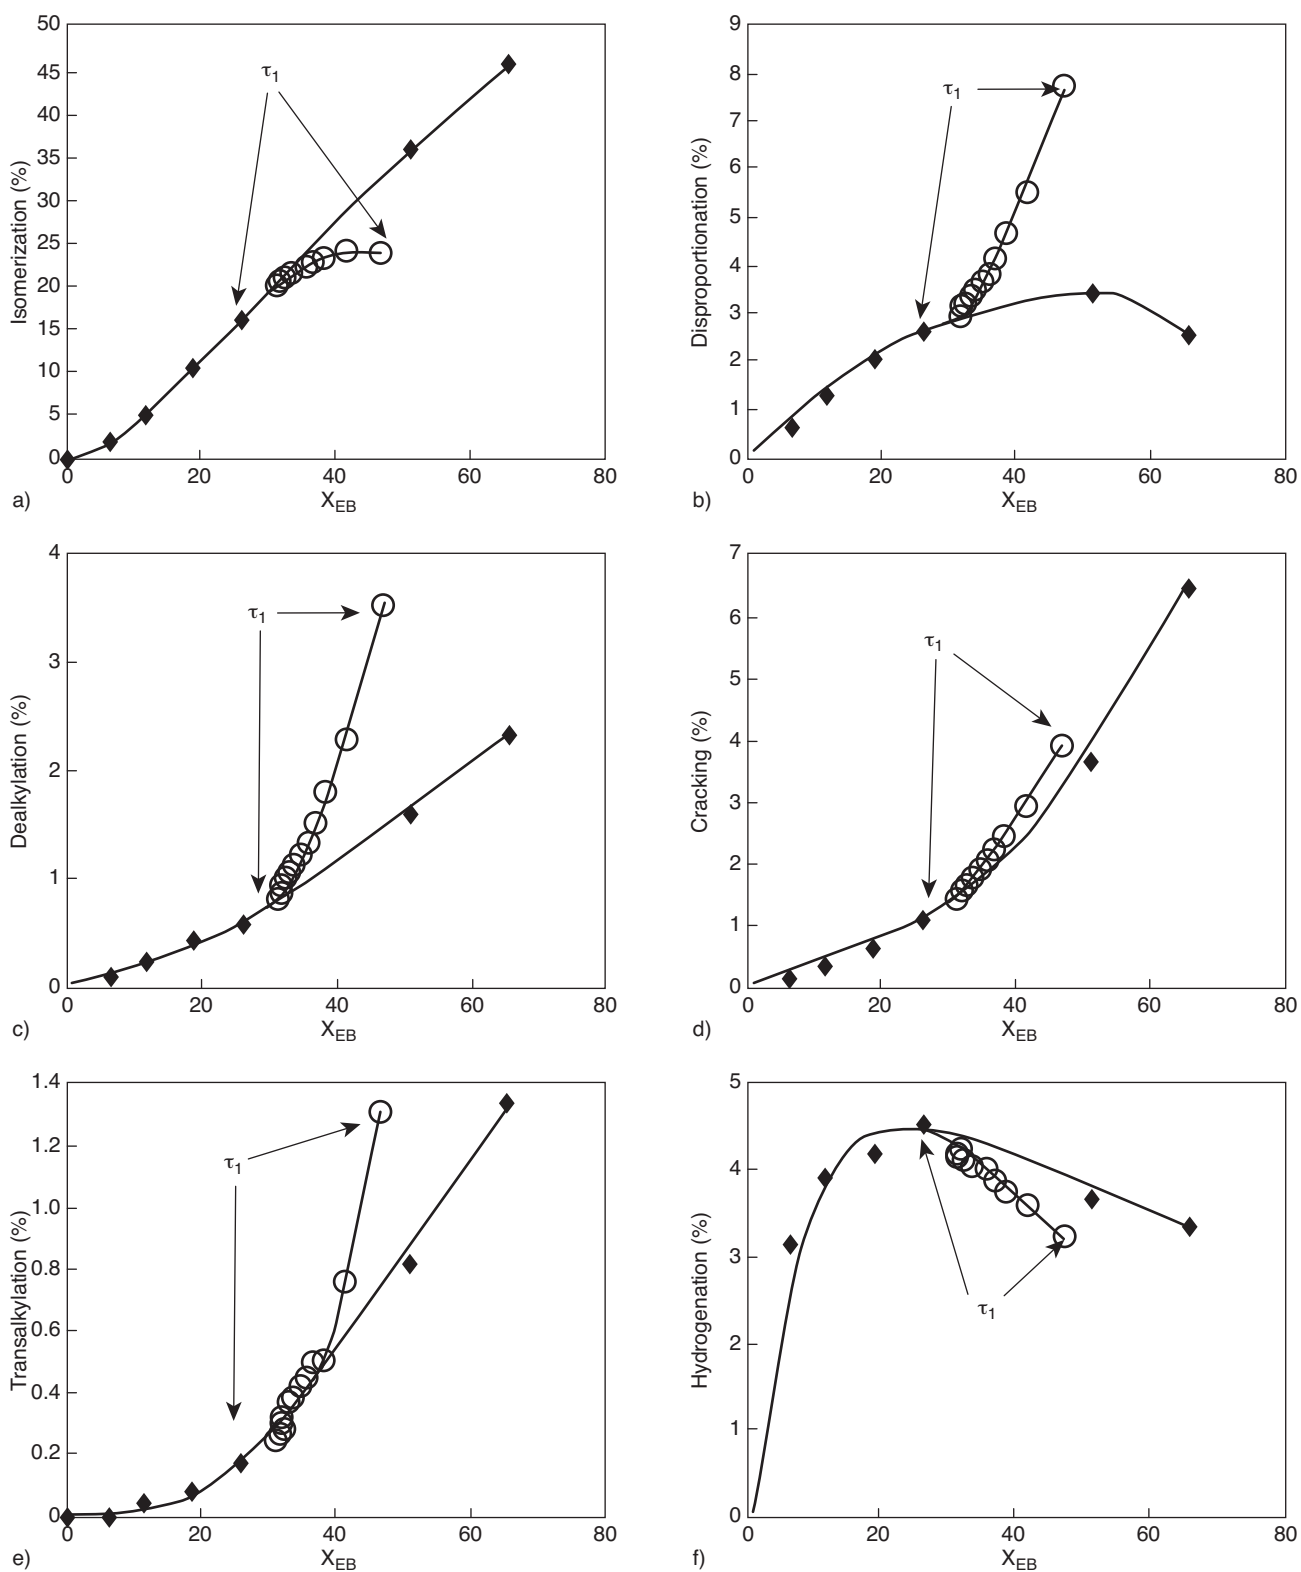 50
45
40
35
30
25
20
15
10
5
0
Isomerization (%)
τ1
0 20 40 60 80
XEB
a)
9
8
7
6
5
4
3
2
1
0
Disproportionation (%)
τ1
0 20 40 60 80
XEB
b)
4
3
2
1
0
Dealkylation (%)
τ1
0 20 40 60 80
XEB
c)
7
6
5
4
3
2
1
0
Cracking (%)
τ1
0 20 40 60 80
XEB
d)
1.4
1.2
1.0
0.8
0.6
0.4
0.2
0
Transalkylation (%)
τ1
0 20 40 60 80
XEB
e)
5
4
3
2
1
0
Hydrogenation (%)
τ1
0 20 40 60 80
XEB
f)